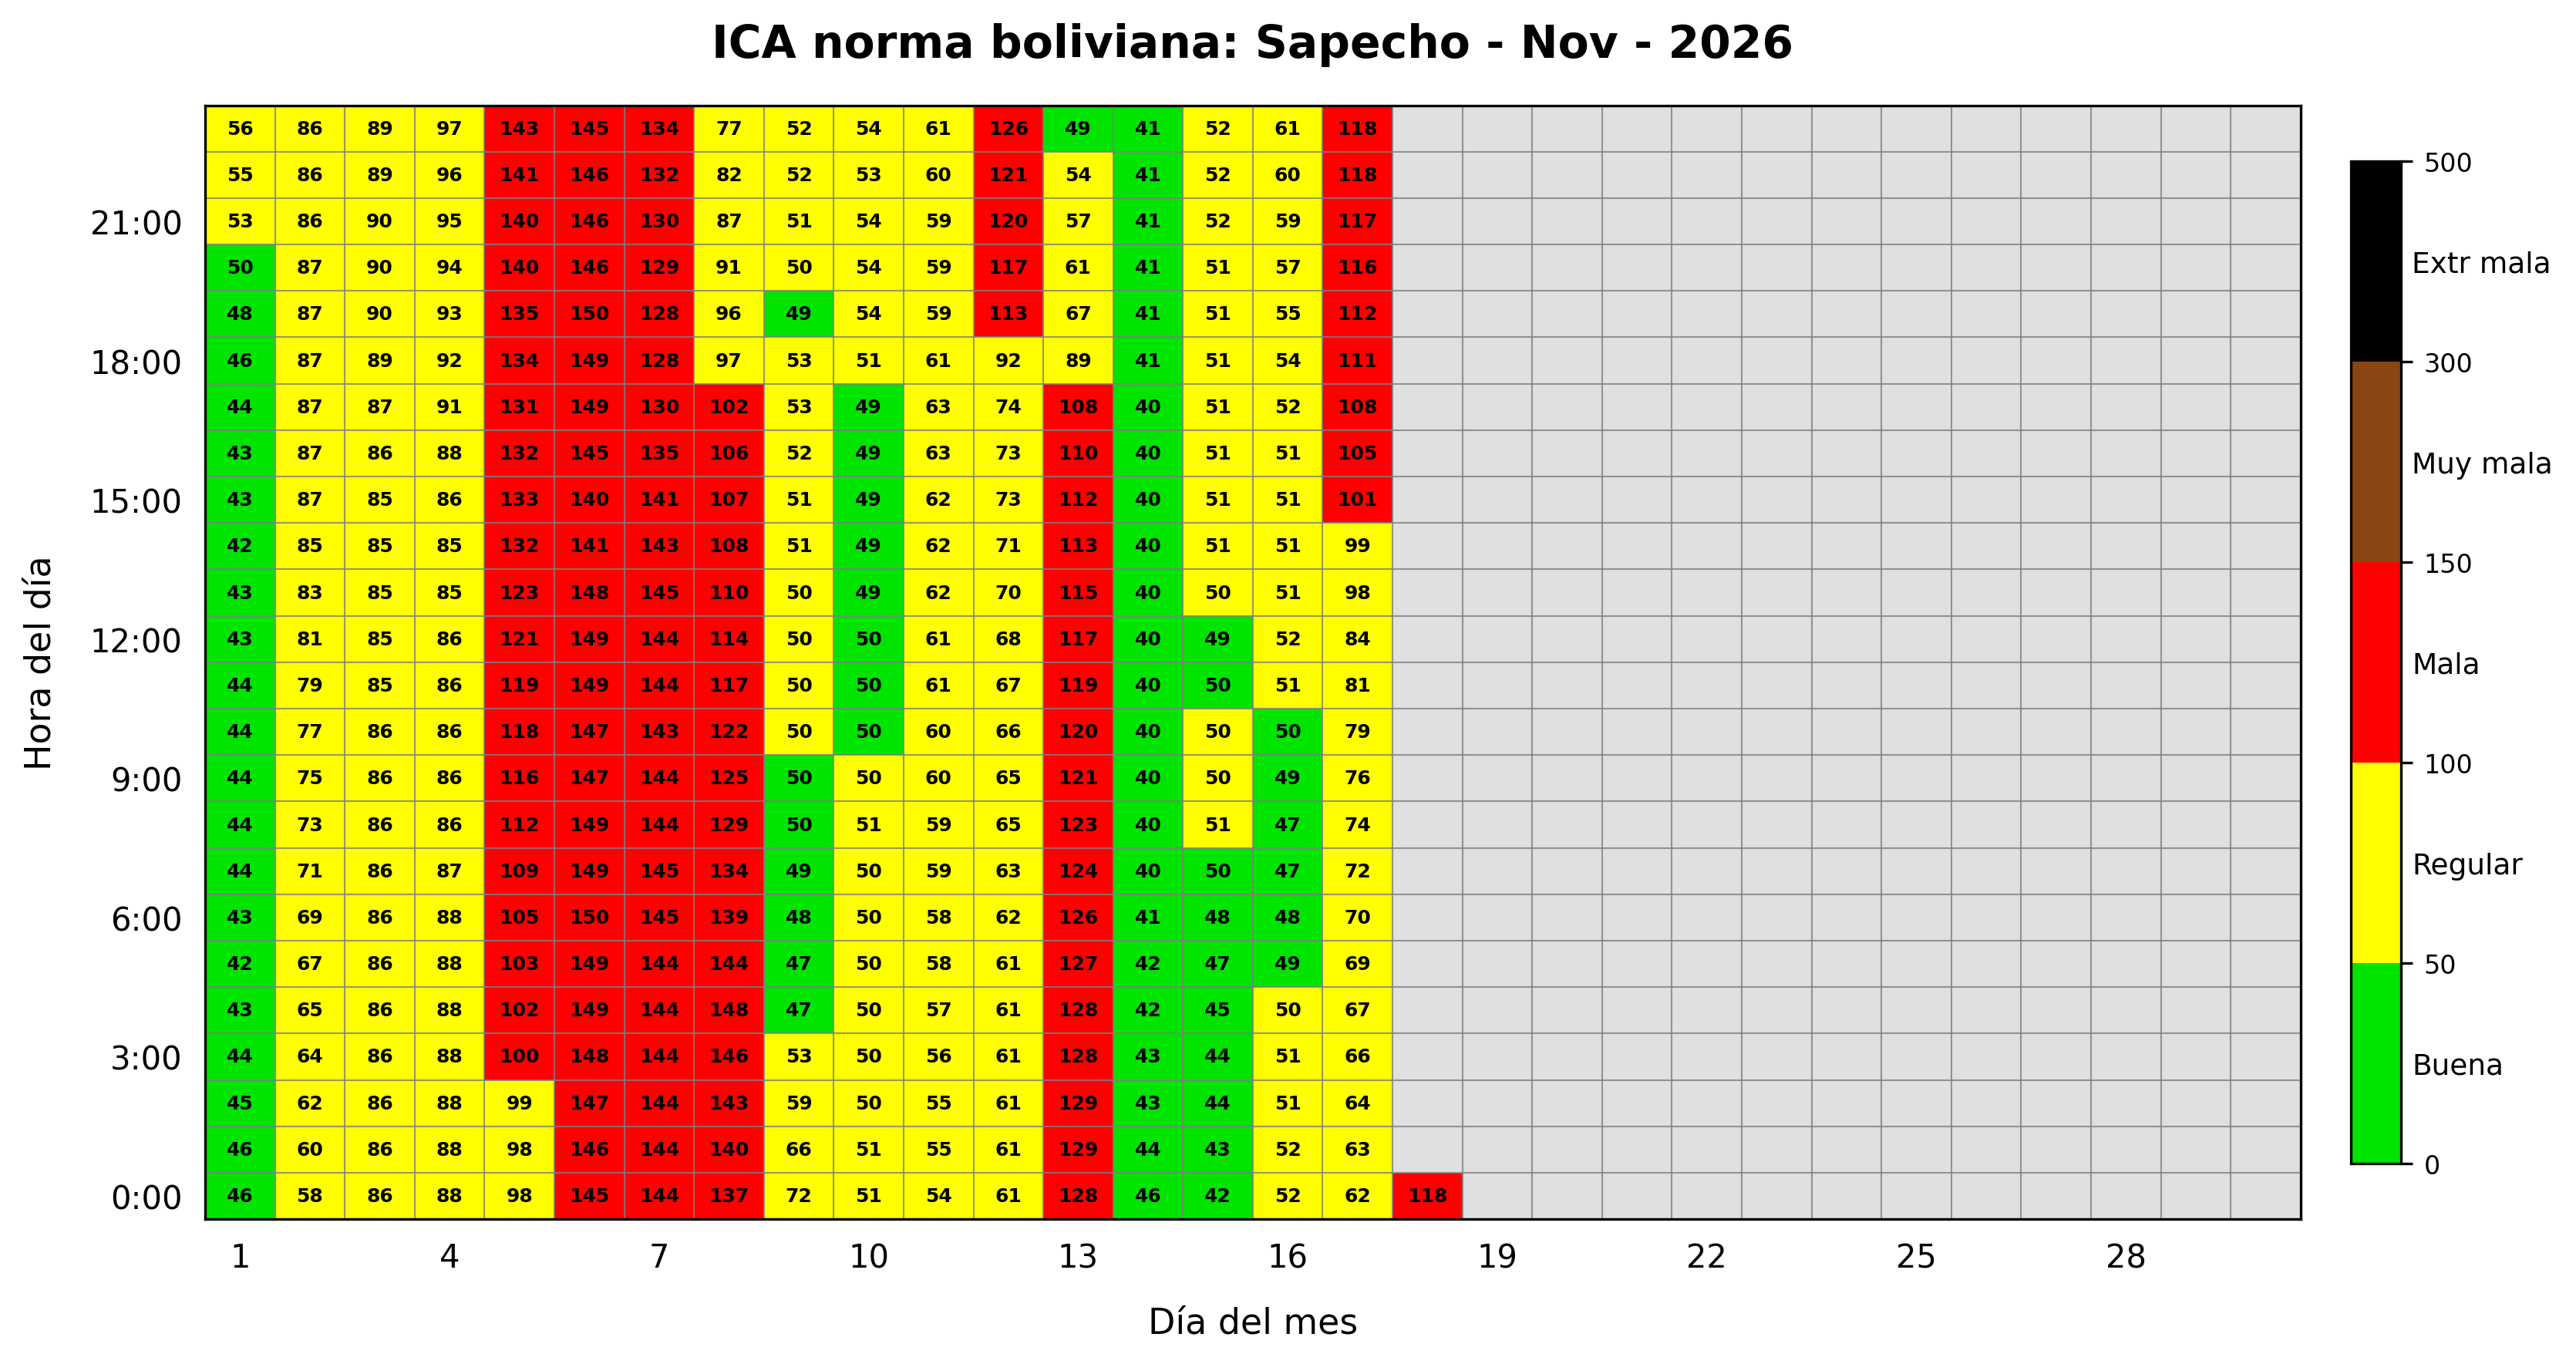 ICA norma boliviana: Sapecho - Nov - 2026
56 86 89 97 143 145 134 77 52 54 61 126 49 41 52 61 118
55 86 89 96 141 146 132 82 52 53 60 121 54 41 52 60 118
21:00 53 86 90 95 140 146 130 87 51 54 59 120 57 41 52 59 117
50 87 90 94 140 146 129 91 50 54 59 117 61 41 51 57 116
48 87 90 93 135 150 128 96 49 54 59 113 67 41 51 55 112
18:00 46 87 89 92 134 149 128 97 53 51 61 92 89 41 51 54 111
44 87 87 91 131 149 130 102 53 49 63 74 108 40 51 52 108
43 87 86 88 132 145 135 106 52 49 63 73 110 40 51 51 105
15:00 43 87 85 86 133 140 141 107 51 49 62 73 112 40 51 51 101
42 85 85 85 132 141 143 108 51 49 62 71 113 40 51 51 99
43 83 85 85 123 148 145 110 50 49 62 70 115 40 50 51 98
12:00 43 81 85 86 121 149 144 114 50 50 61 68 117 40 49 52 84
44 79 85 86 119 149 144 117 50 50 61 67 119 40 50 51 81
44 77 86 86 118 147 143 122 50 50 60 66 120 40 50 50 79
9:00 44 75 86 86 116 147 144 125 50 50 60 65 121 40 50 49 76
44 73 86 86 112 149 144 129 50 51 59 65 123 40 51 47 74
44 71 86 87 109 149 145 134 49 50 59 63 124 40 50 47 72
6:00 43 69 86 88 105 150 145 139 48 50 58 62 126 41 48 48 70
42 67 86 88 103 149 144 144 47 50 58 61 127 42 47 49 69
43 65 86 88 102 149 144 148 47 50 57 61 128 42 45 50 67
3:00 44 64 86 88 100 148 144 146 53 50 56 61 128 43 44 51 66
45 62 86 88 99 147 144 143 59 50 55 61 129 43 44 51 64
46 60 86 88 98 146 144 140 66 51 55 61 129 44 43 52 63
0:00 46 58 86 88 98 145 144 137 72 51 54 61 128 46 42 52 62 118
1 4 7 10 13 16 19 22 25 28
Día del mes
Hora del día
500
Extr mala
300
Muy mala
150
Mala
100
Regular
50
Buena
0